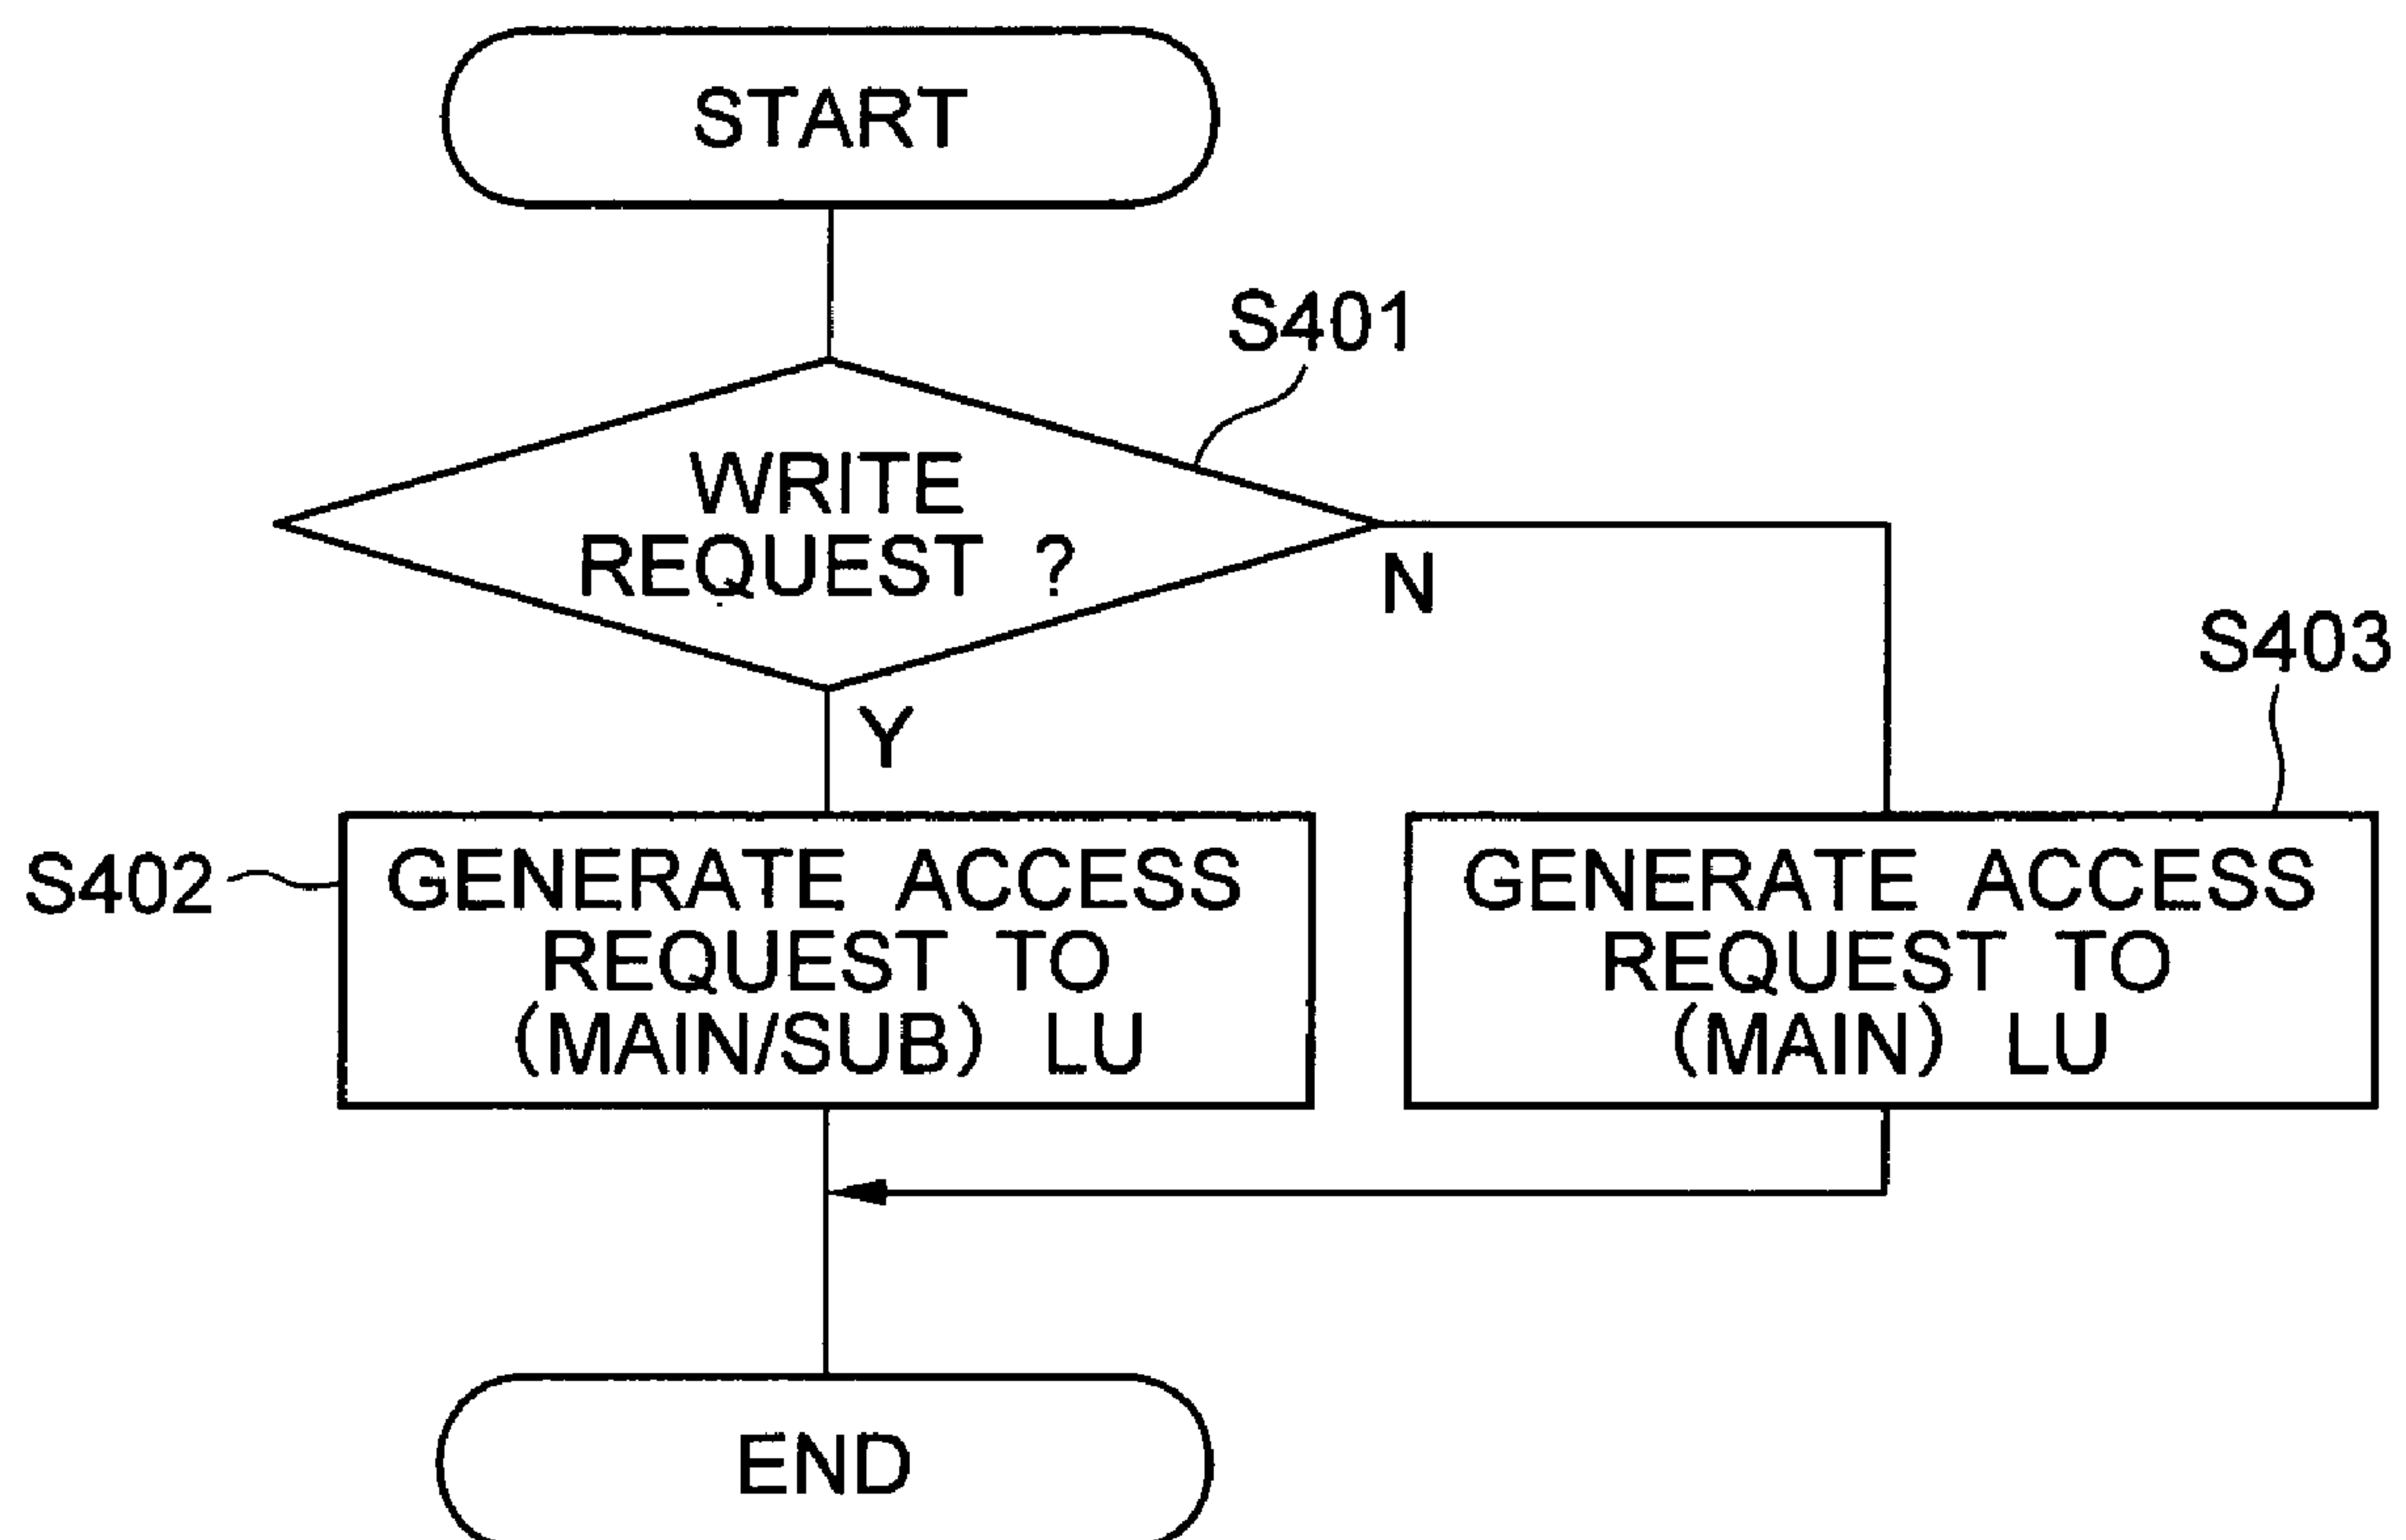 START
S401
WRITE
REQUEST ?
N
S403
Y
S402
GENERATE ACCESS
REQUEST TO
(MAIN/SUB) LU
GENERATE ACCESS
REQUEST TO
(MAIN) LU
END